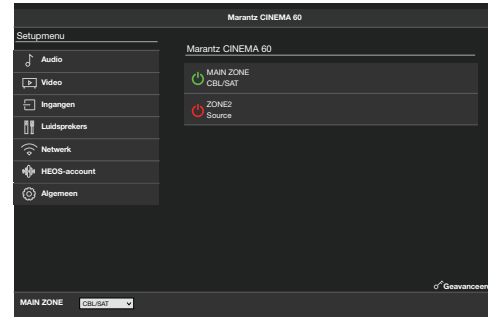 Marantz CINEMA 60
Setupmenu
Audio
Video
Ingangen
Luidsprekers
Netwerk
HEOS-account
Algemeen
Marantz CINEMA 60
MAIN ZONE
CBL/SAT
ZONE2
Source
Geavanceer
MAIN ZONE CBL/SAT